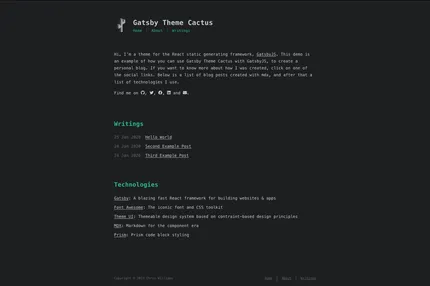 Gatsby Theme Cactus
Home | About | Writings
Hi, I'm a theme for the React static generating framework, GatsbyJS. This demo is
an example of how you can use Gatsby Theme Cactus with GatsbyJS, to create a
personal blog. If you want to know more about how I was created, click on one of
the social links. Below is a list of blog posts created with mdx, and after that a
list of technologies I use.
Find me on , , , and .
Writings
Jan 2020 Hello World
Jan 2020 Second Example Post
Jan 2020 Third Example Post
Technologies
Gatsby: A blazing fast React framework for building websites & apps
Font Awesome: The iconic font and CSS toolkit
Theme UI: Themeable design system based on contraint-based design principles
MDX: Markdown for the component era
Prism: Prism code block styling
Copyright ©
Home | About | Writings